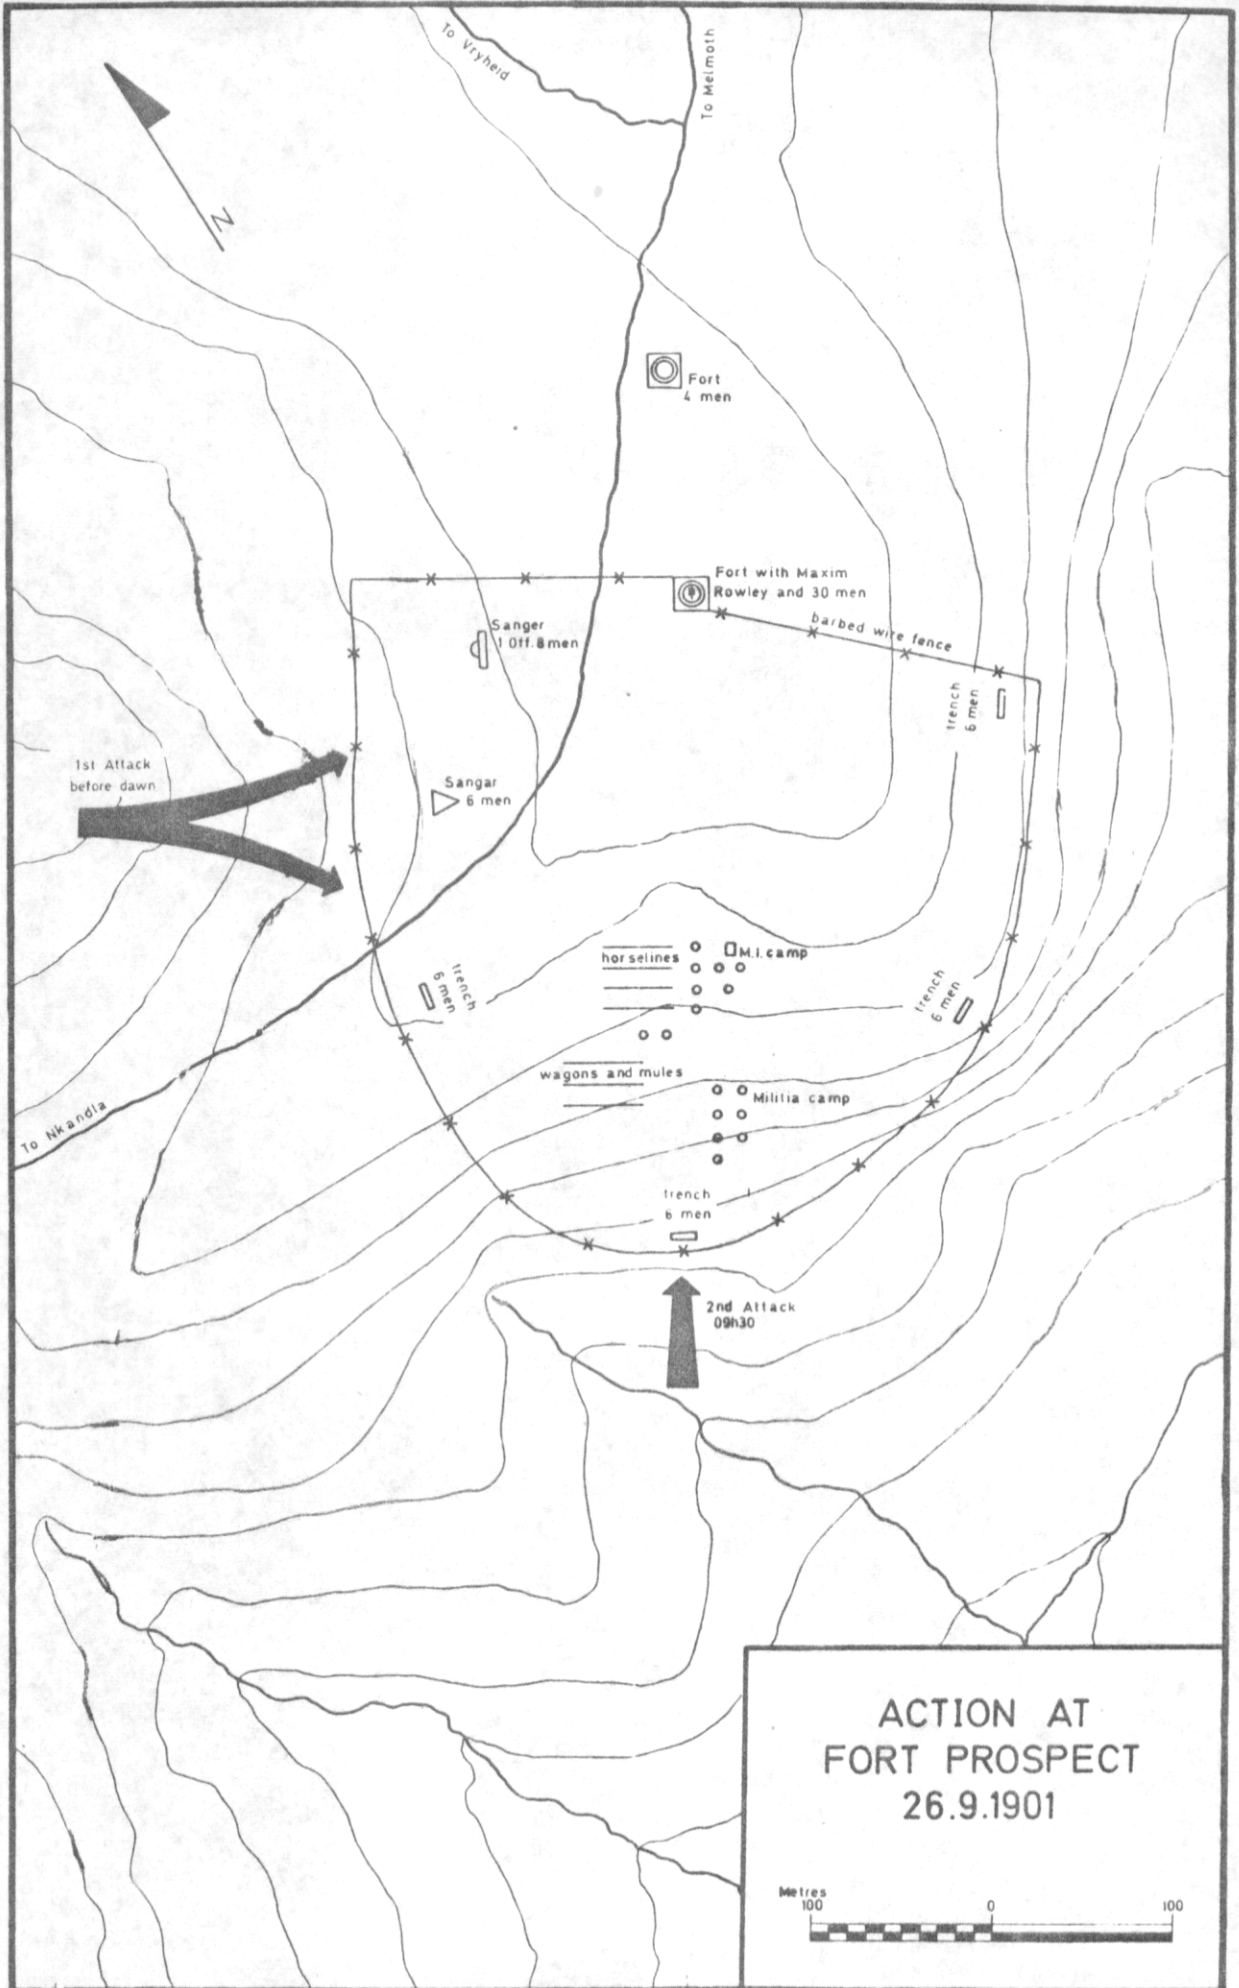 To Vryheid
To Melmoth
N
Fort
4 men
Fort with Maxim
Rowley and 30 men
barbed wire fence
Sanger
1 Off. 8 men
trench
6 men
1st Attack
before dawn
Sangar
6 men
horselines
M.I. camp
trench
6 men
trench
6 men
wagons and mules
Militia camp
To Nkandla
trench
6 men
2nd Attack
09h30
ACTION AT
FORT PROSPECT
26.9.1901
Metres
100 0 100